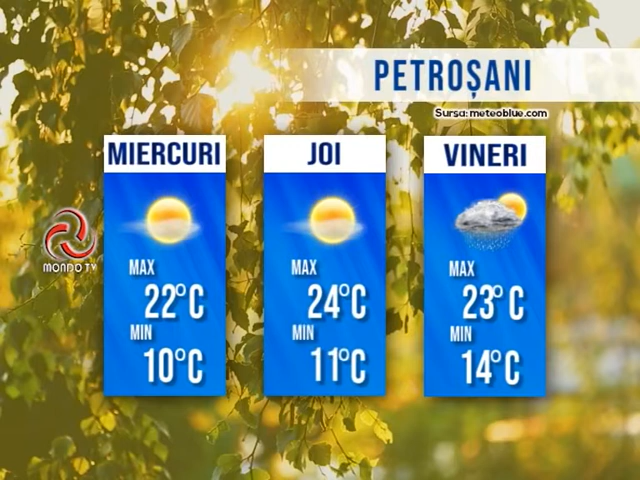 PETROȘANI
Sursa: meteoblue.com
MIERCURI
MAX
22°C
MIN
10°C
JOI
MAX
24°C
MIN
11°C
VINERI
MAX
23°C
MIN
14°C
MONDO TV